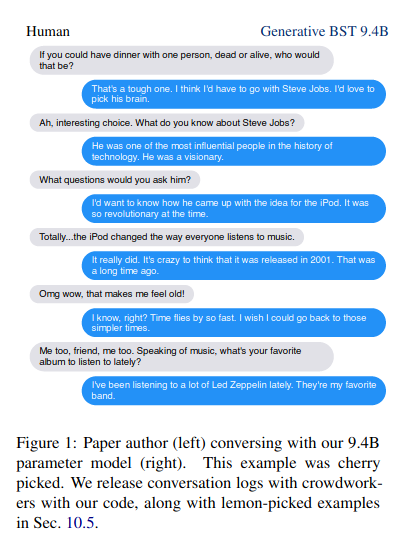 Human
Generative BST 9.4B
If you could have dinner with one person, dead or alive, who would
that be?
That's a tough one. I think I'd have to go with Steve Jobs. I'd love to
pick his brain.
Ah, interesting choice. What do you know about Steve Jobs?
He was one of the most influential people in the history of
technology. He was a visionary.
What questions would you ask him?
I'd want to know how he came up with the idea for the iPod. It was
so revolutionary at the time.
Totally...the iPod changed the way everyone listens to music.
It really did. It's crazy to think that it was released in 2001. That was
a long time ago.
Omg wow, that makes me feel old!
I know, right? Time flies by so fast. I wish I could go back to those
simpler times.
Me too, friend, me too. Speaking of music, what's your favorite
album to listen to lately?
I've been listening to a lot of Led Zeppelin lately. They're my favorite
band.
Figure 1: Paper author (left) conversing with our 9.4B
parameter model (right). This example was cherry
picked. We release conversation logs with crowdwork-
ers with our code, along with lemon-picked examples
in Sec. 10.5.